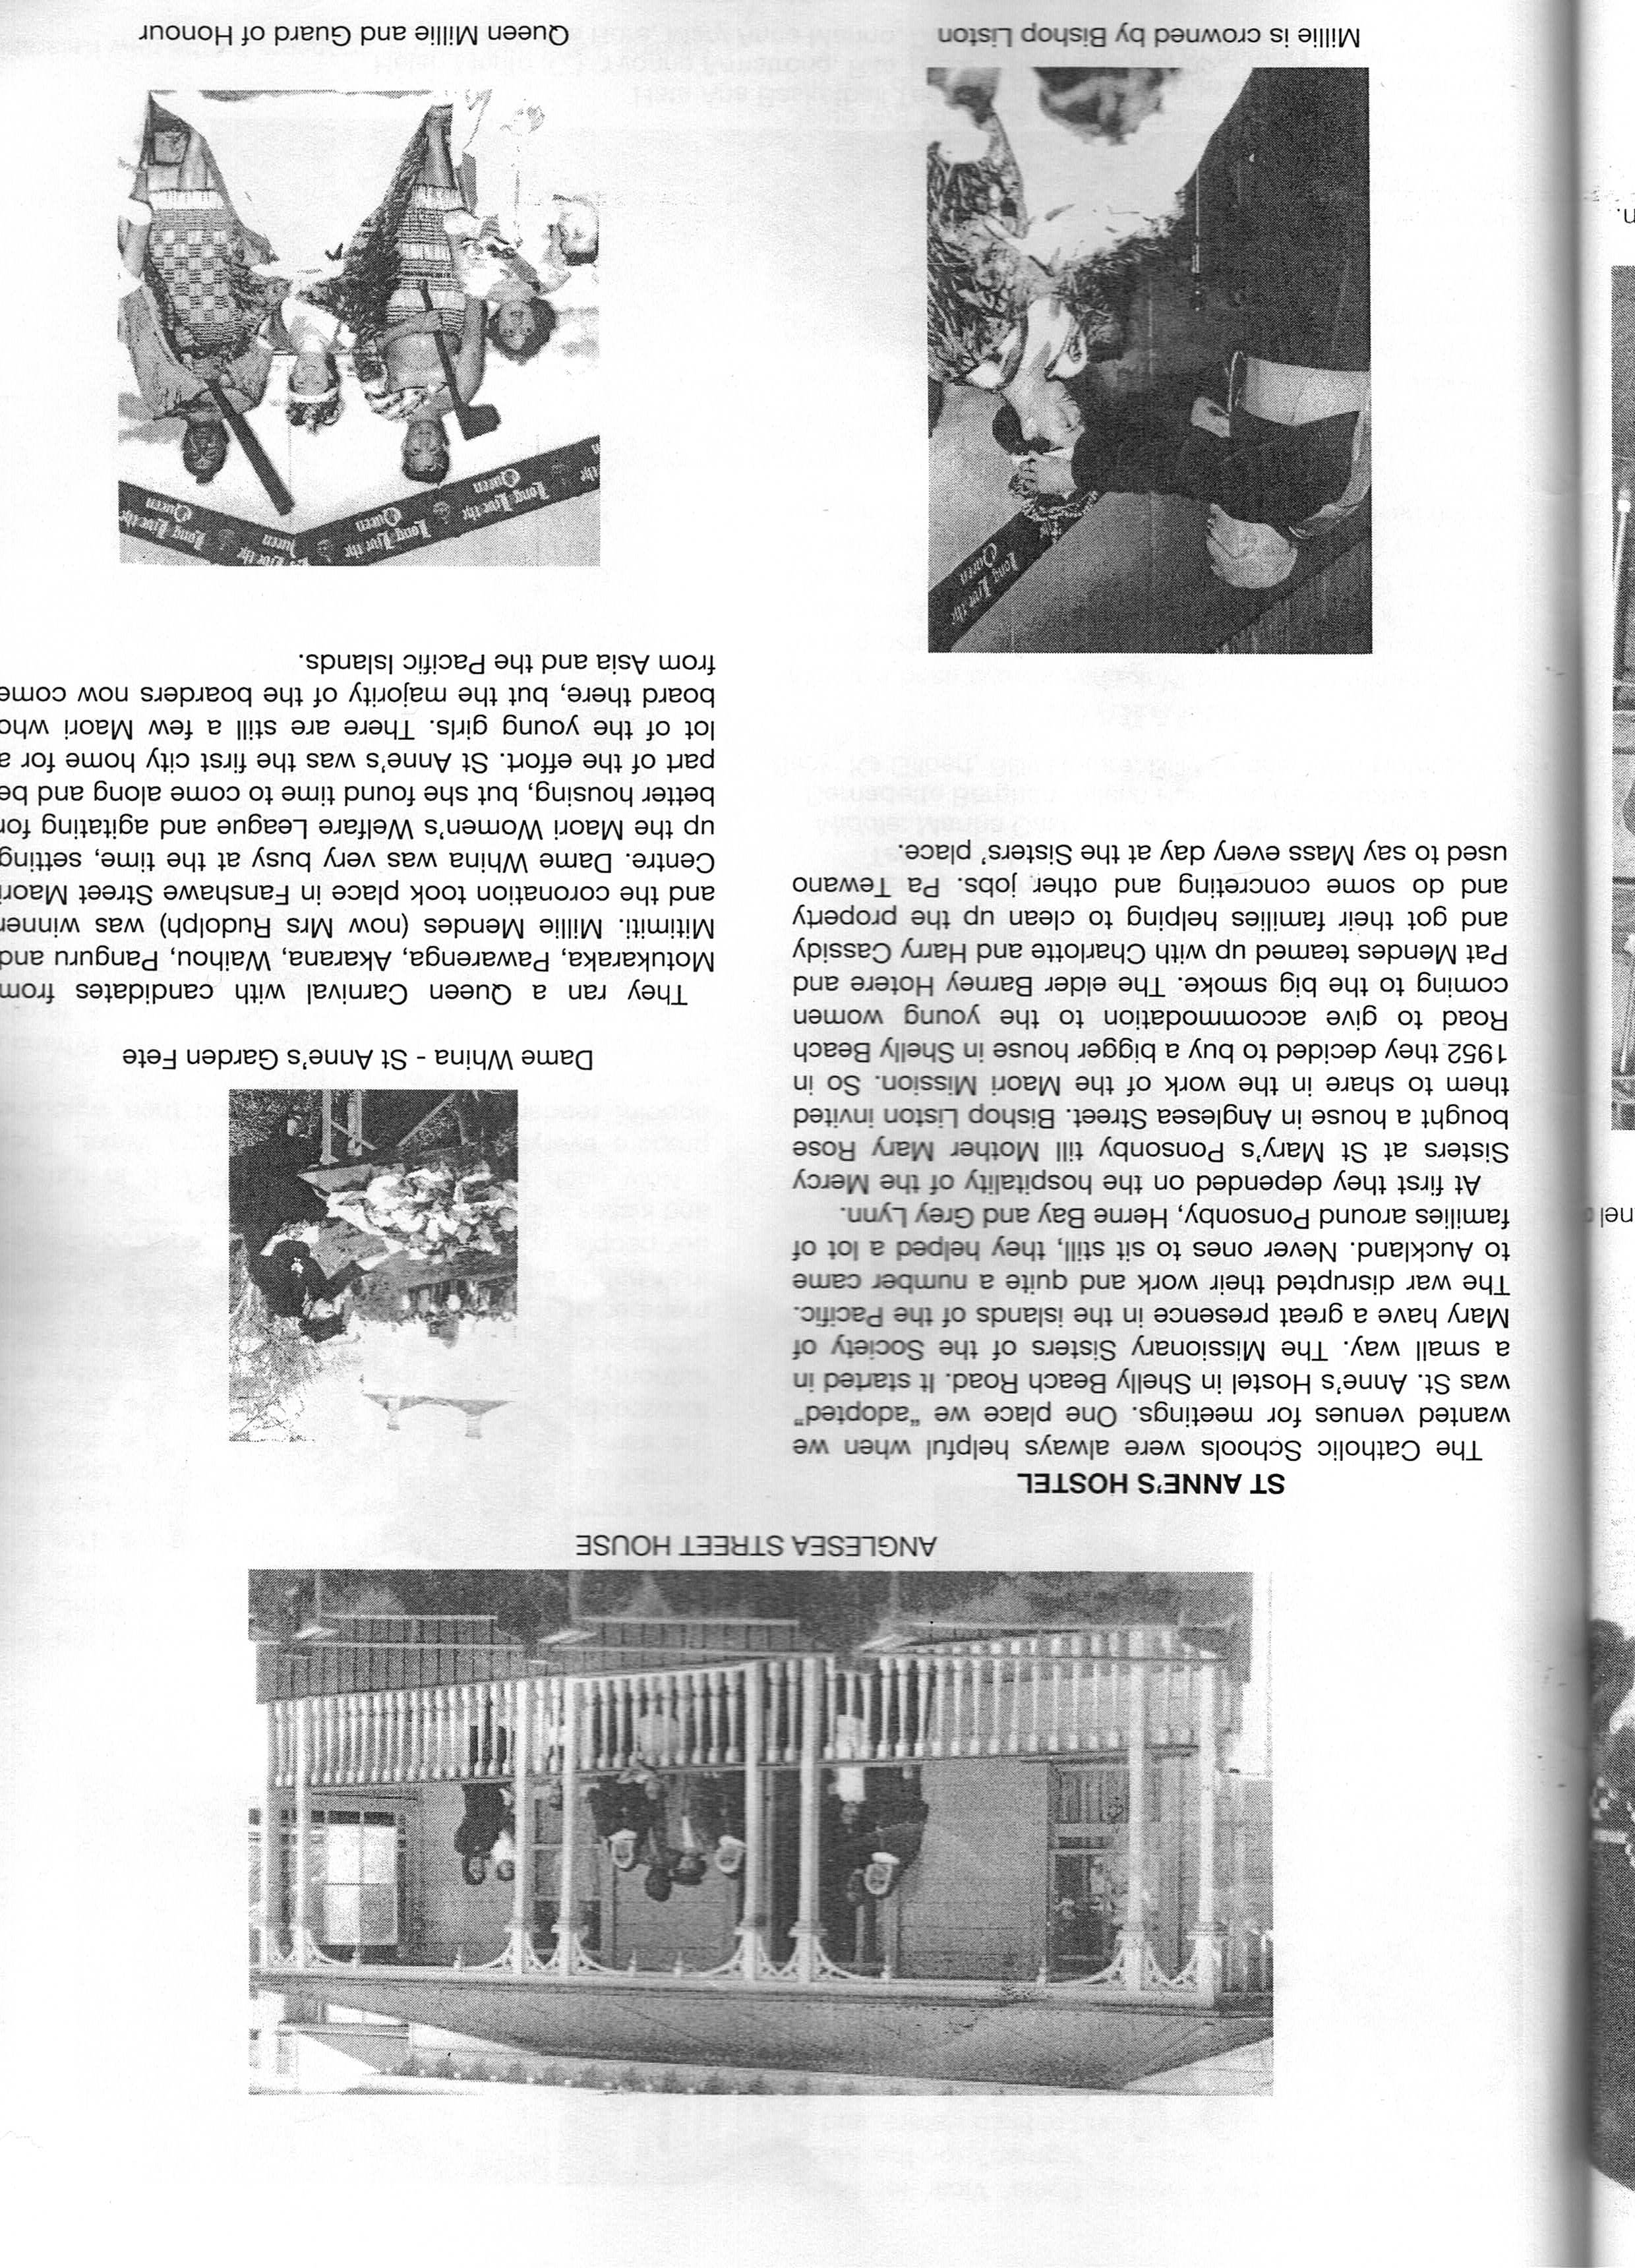 ANGLESEA STREET HOUSE
ST ANNE'S HOSTEL
The Catholic Schools were always helpful when we
wanted venues for meetings. One place we “adopted”
was St. Anne's Hostel in Shelly Beach Road. It started in
a small way. The Missionary Sisters of the Society of
Mary have a great presence in the islands of the Pacific.
The war disrupted their work and quite a number came
to Auckland. Never ones to sit still, they helped a lot of
families around Ponsonby, Herne Bay and Grey Lynn.
At first they depended on the hospitality of the Mercy
Sisters at St Mary's Ponsonby till Mother Mary Rose
bought a house in Anglesea Street. Bishop Liston invited
them to share in the work of the Maori Mission. So in
1952 they decided to buy a bigger house in Shelly Beach
Road to give accommodation to the young women
coming to the big smoke. The elder Barney Hotere and
Pat Mendes teamed up with Charlotte and Harry Cassidy
and got their families helping to clean up the property
and do some concreting and other jobs. Pa Tewano
used to say Mass every day at the Sisters' place.
Dame Whina - St Anne's Garden Fete
They ran a Queen Carnival with candidates from
Motukaraka, Pawarenga, Akarana, Waihou, Panguru and
Mitimiti. Millie Mendes (now Mrs Rudolph) was winner
and the coronation took place in Fanshawe Street Maori
Centre. Dame Whina was very busy at the time, setting
up the Maori Women's Welfare League and agitating for
better housing, but she found time to come along and be
part of the effort. St Anne's was the first city home for a
lot of the young girls. There are still a few Maori who
board there, but the majority of the boarders now come
from Asia and the Pacific Islands.
Long Live the
Queen
Millie is crowned by Bishop Liston
the
Long Live the
Queen
Long Live the
Queen
Live the
Queen
Long Live the
Queen
Queen Millie and Guard of Honour
nel
n.